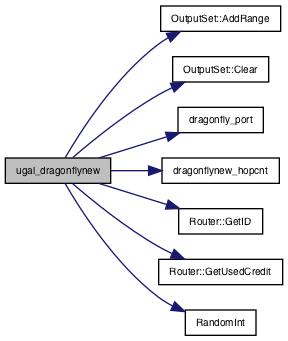 OutputSet::AddRange
OutputSet::Clear
dragonfly_port
ugal_dragonflynew
dragonflynew_hopcnt
Router::GetID
Router::GetUsedCredit
RandomInt